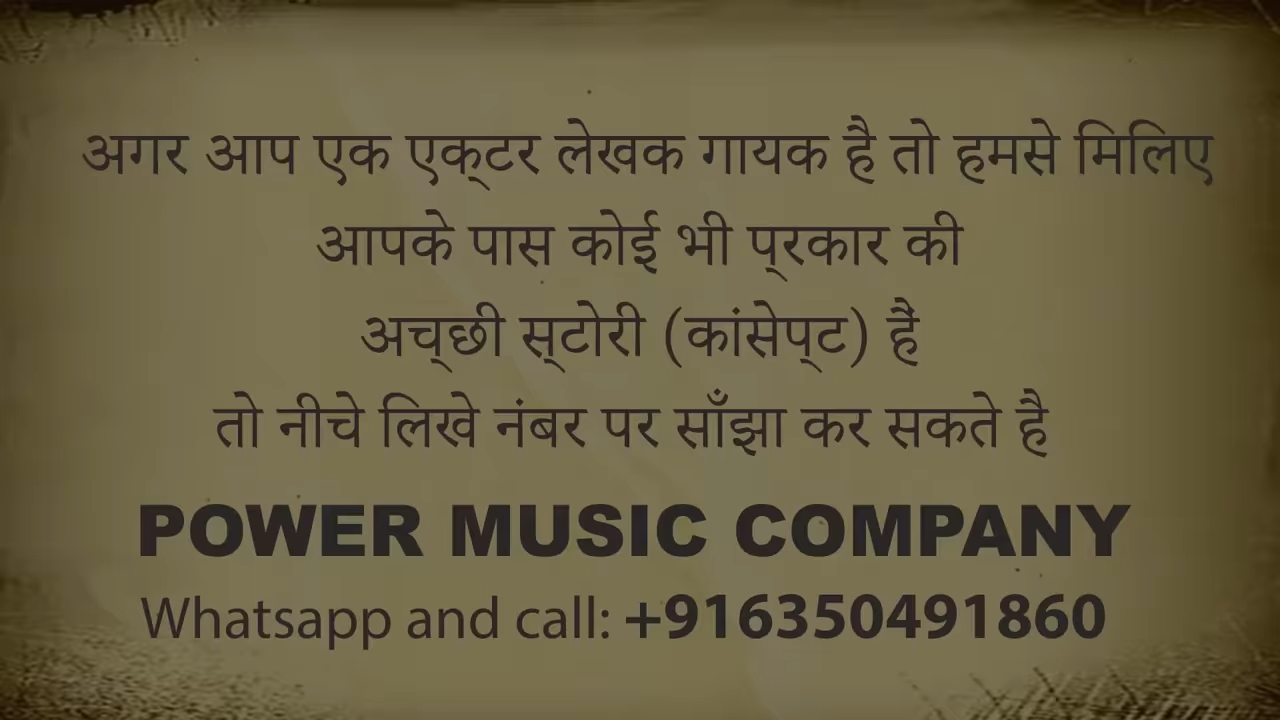 अगर आप एक एक्‌टर लेखक गायक है तो हमसे मिलिए
आपके पास कोई भी प्‌रकार की
अच्‌छी स्‌टोरी (कांसेप्‌ट) हैं
तो नीचे लिखे नंबर पर साँझा कर सकते है
POWER MUSIC COMPANY
Whatsapp and call: +916350491860